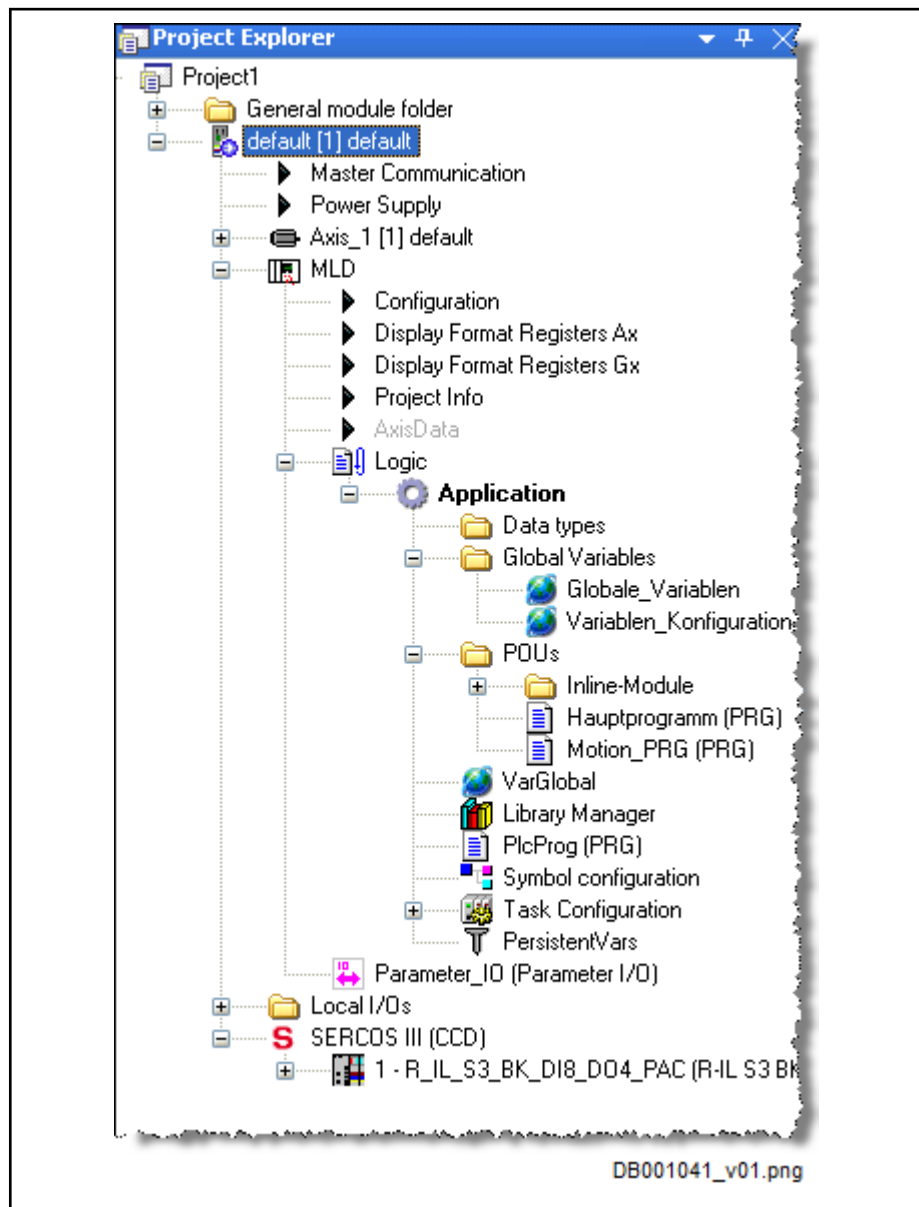 Project Explorer
Project1
General module folder
default [1] default
Master Communication
Power Supply
Axis_1 [1] default
MLD
Configuration
Display Format Registers Ax
Display Format Registers Gx
Project Info
AxisData
Logic
Application
Data types
Global Variables
Globale_Variablen
Variablen_Konfiguration
POUs
Inline-Module
Hauptprogramm (PRG)
Motion_PRG (PRG)
VarGlobal
Library Manager
PlcProg (PRG)
Symbol configuration
Task Configuration
PersistentVars
Parameter_IO (Parameter I/O)
Local I/Os
SERCOS III (CCD)
1 - R_IL_S3_BK_DI8_DO4_PAC (R-IL S3 BK
DB001041_v01.png